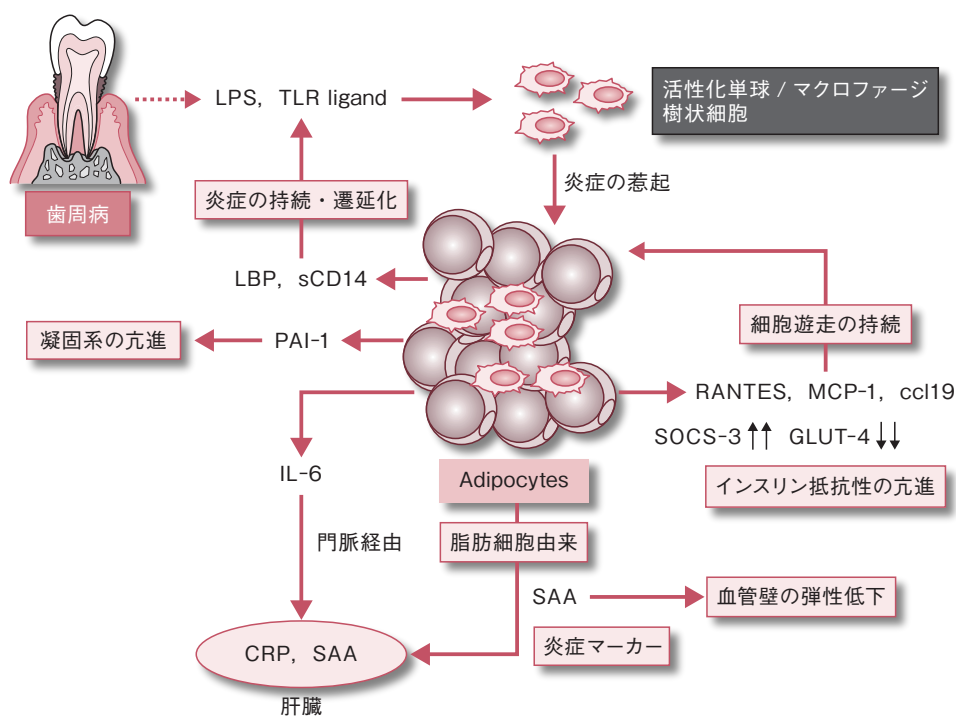 LPS, TLR ligand
活性化単球 / マクロファージ
樹状細胞
歯周病
炎症の惹起
炎症の持続・遷延化
LBP, sCD14
細胞遊走の持続
凝固系の亢進
PAI-1
RANTES, MCP-1, ccl19
SOCS-3↑↑ GLUT-4↓↓
インスリン抵抗性の亢進
IL-6
Adipocytes
門脈経由
脂肪細胞由来
SAA
血管壁の弾性低下
炎症マーカー
CRP, SAA
肝臓